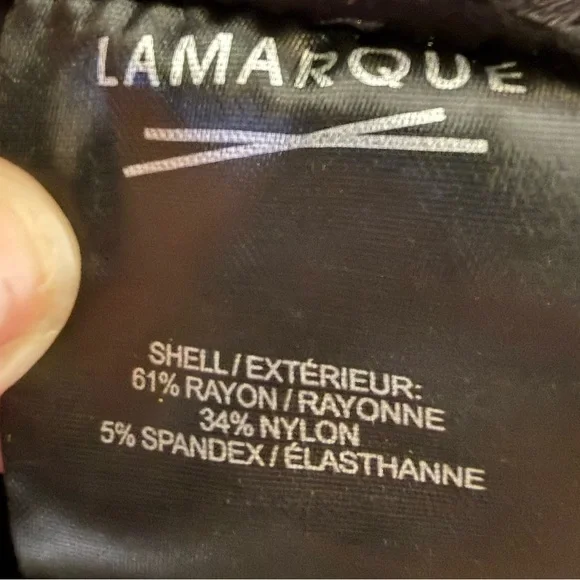 LAMARQUE
SHELL/EXTÉRIEUR:
61% RAYON/RAYONNE
34% NYLON
5% SPANDEX/ÉLASTHANNE